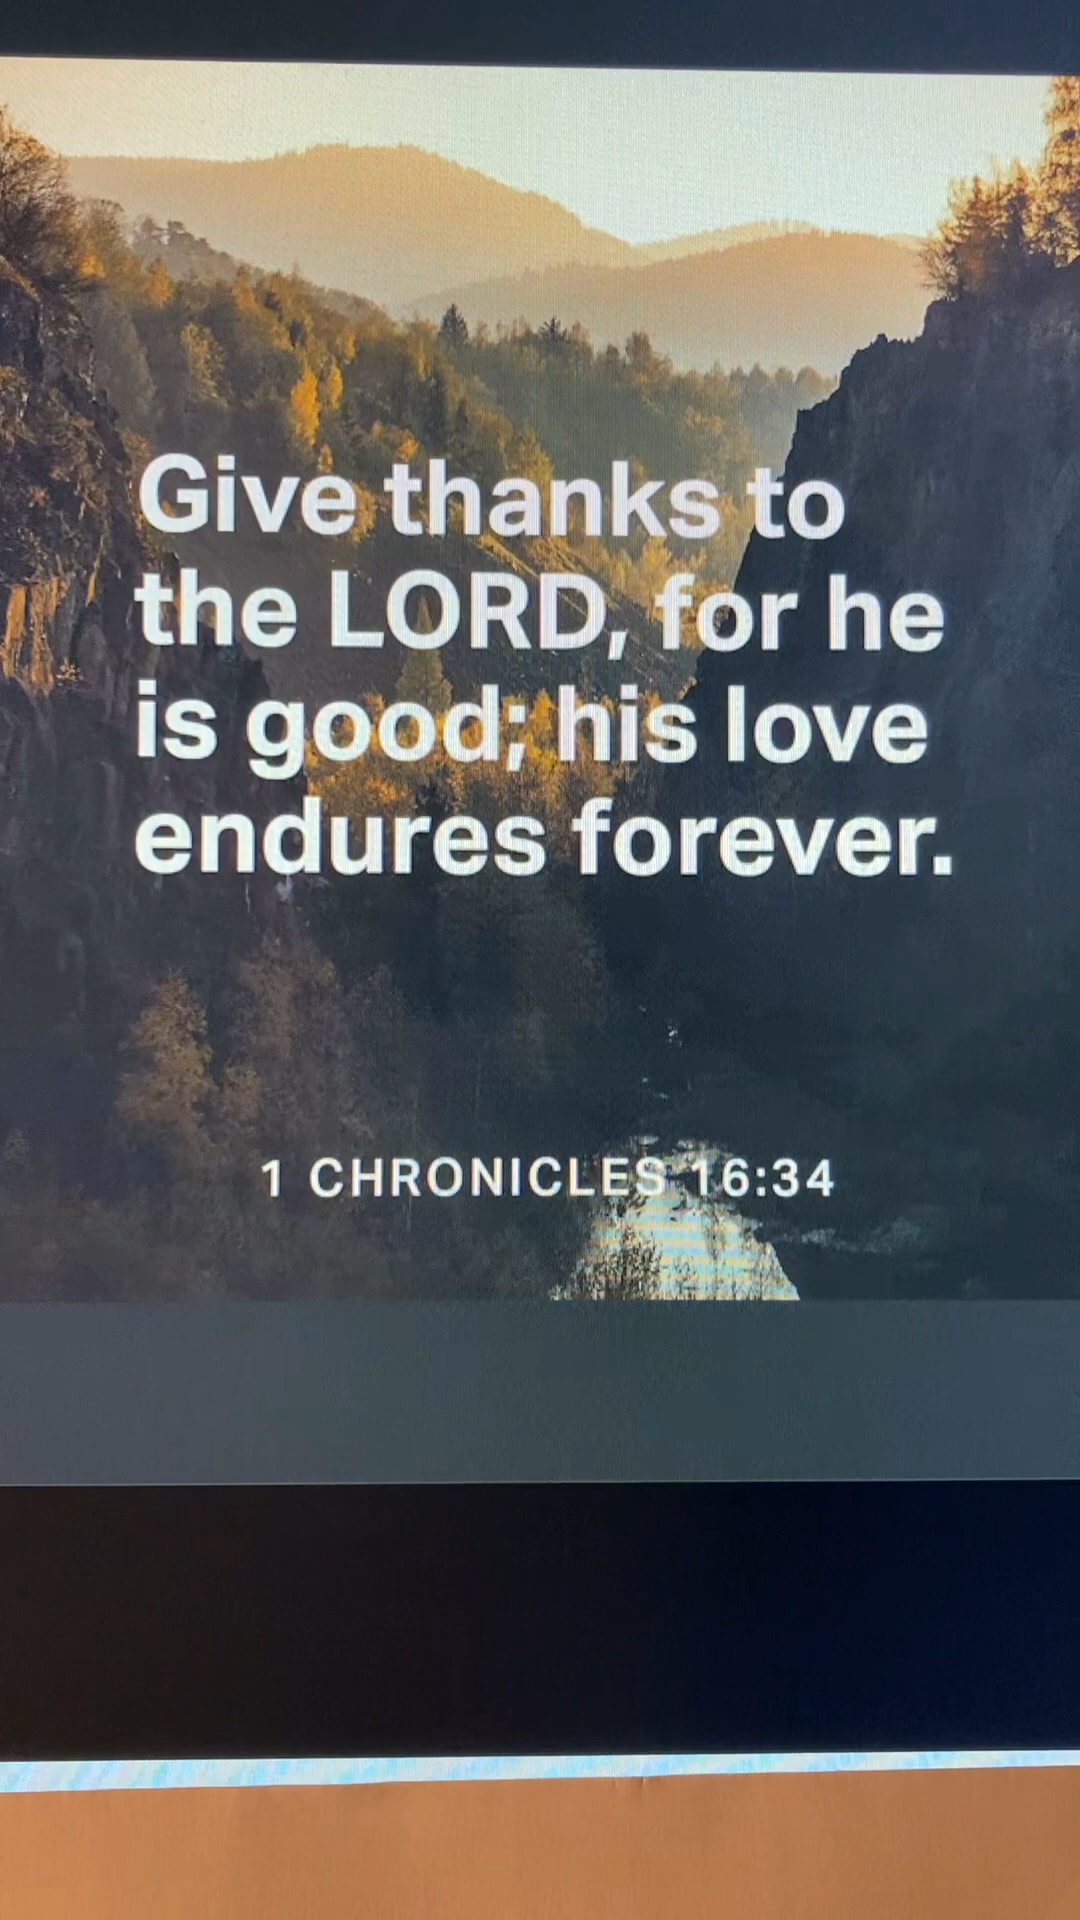 Give thanks to
the LORD, for he
is good; his love
endures forever.
1 CHRONICLES 16:34